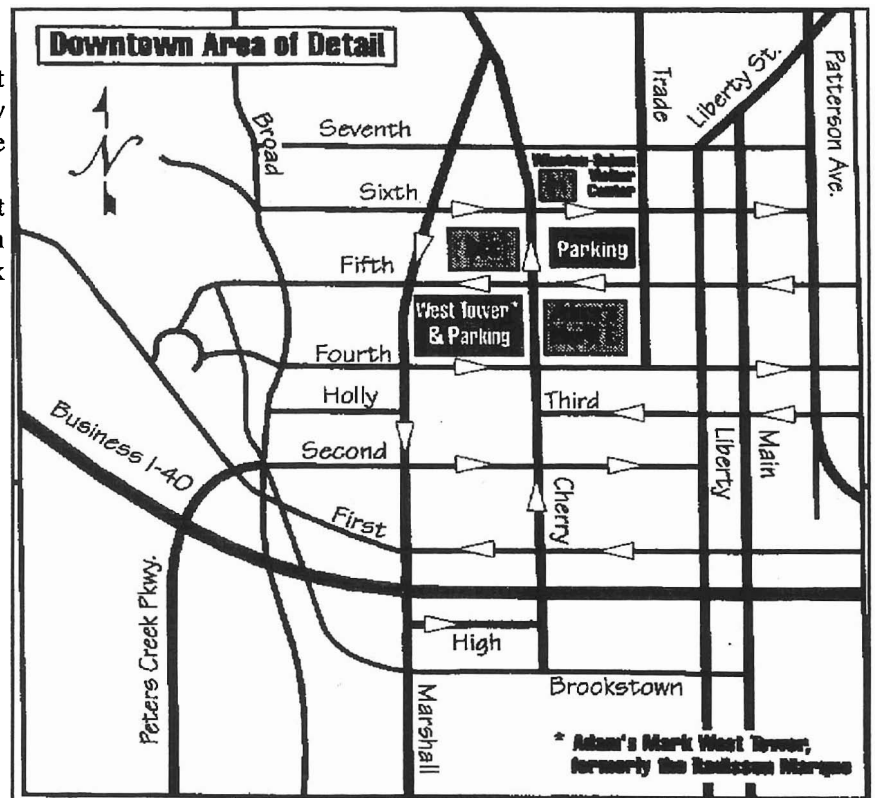 Downtown Area of Detail
t
y
e
t
n
k
N
Broad
Seventh
Trade
Liberty St.
Patterson Ave.
Winston-Salem
Visitor
Center
Sixth
Parking
Fifth
West Tower*
& Parking
Fourth
Holly
Third
Business I-40
Second
Liberty
Main
First
Cherry
Peters Creek Pkwy.
High
Marshall
Brookstown
* Adam's Mark West Tower,
formerly the Radisson Marque